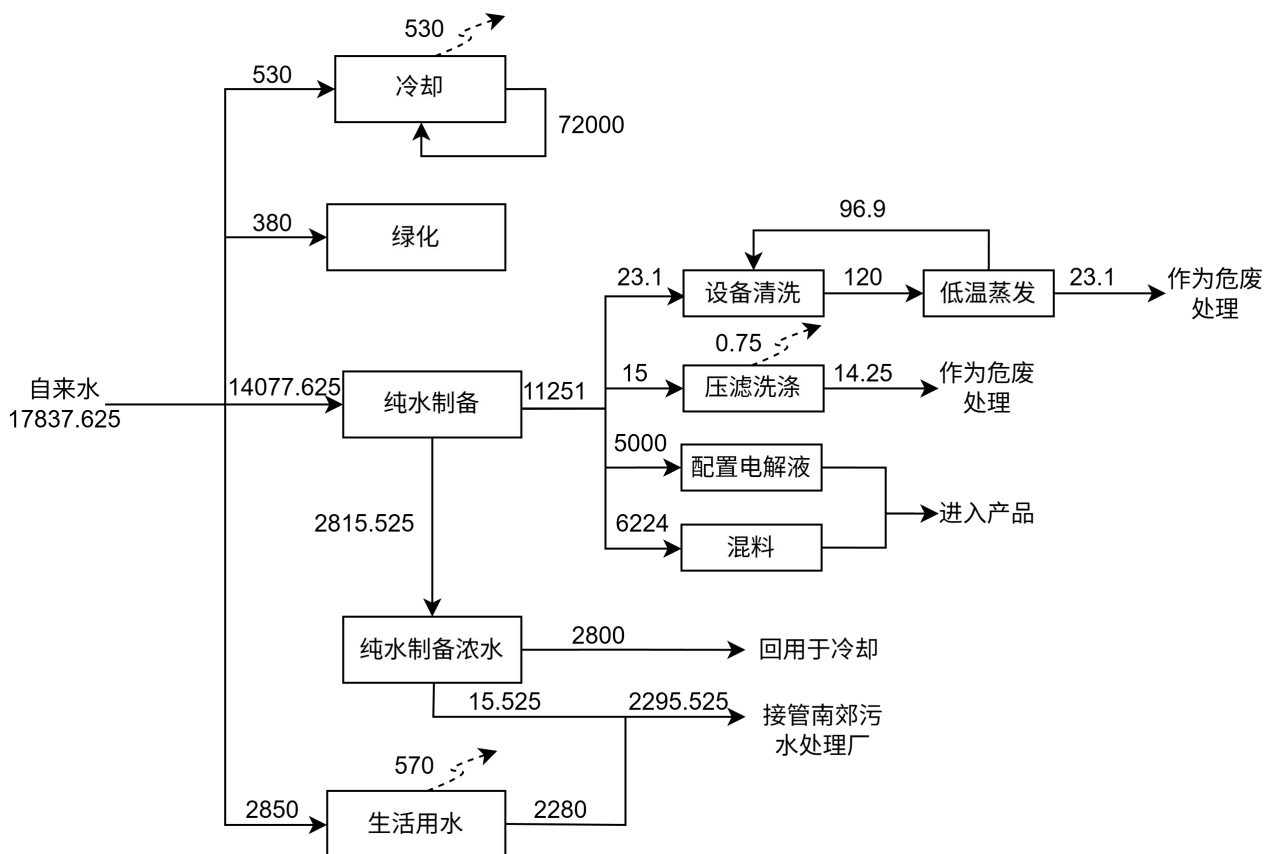 530
530
冷却
72000
380
绿化
96.9
23.1
设备清洗
120
低温蒸发
23.1
作为危废
处理
0.75
15
压滤洗涤
14.25
作为危废
处理
自来水
17837.625
14077.625
纯水制备
11251
5000
配置电解液
进入产品
6224
混料
2815.525
纯水制备浓水
2800
回用于冷却
15.525
2295.525
接管南郊污
水处理厂
570
2850
生活用水
2280